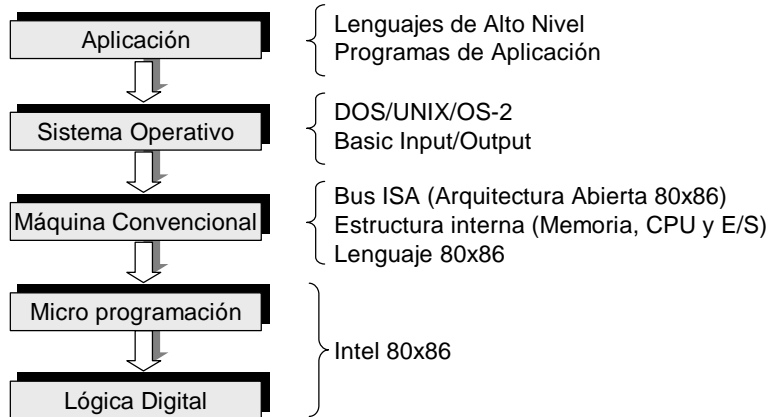 Aplicación
Lenguajes de Alto Nivel
Programas de Aplicación
Sistema Operativo
DOS/UNIX/OS-2
Basic Input/Output
Máquina Convencional
Bus ISA (Arquitectura Abierta 80x86)
Estructura interna (Memoria, CPU y E/S)
Lenguaje 80x86
Micro programación
Intel 80x86
Lógica Digital